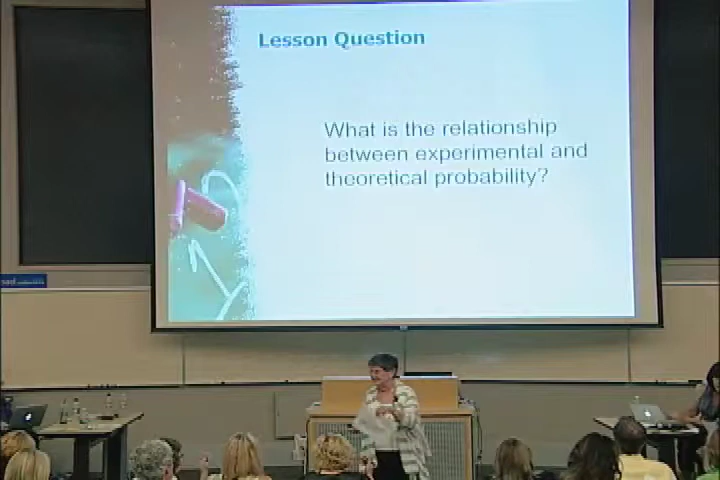 Lesson Question
What is the relationship
between experimental and
theoretical probability?